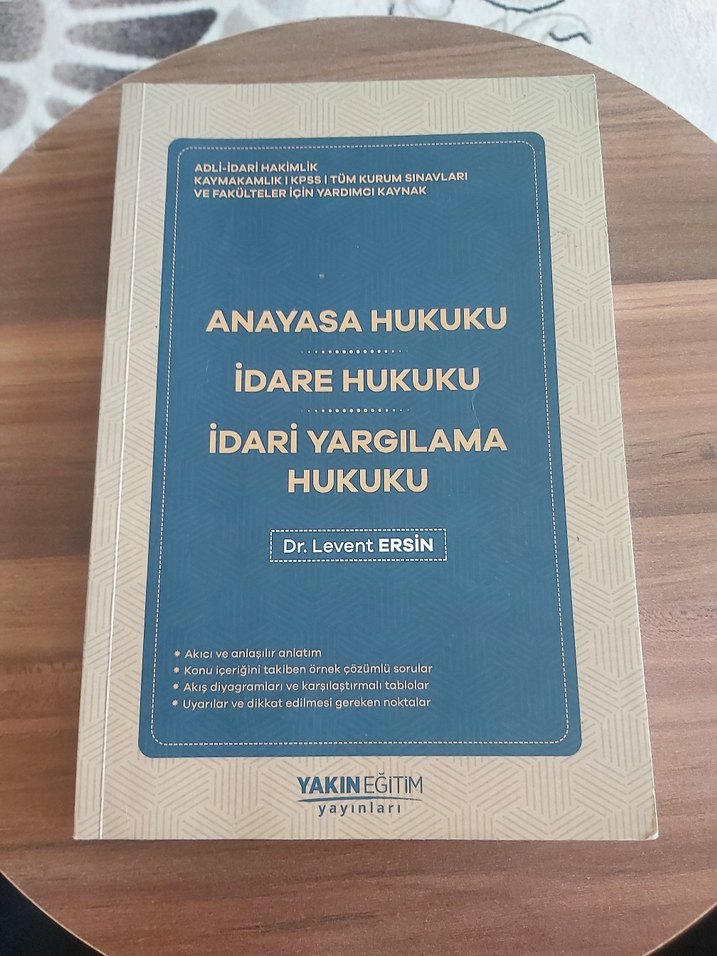 ADLİ-İDARİ HAKİMLİK
KAYMAKAMLIK I KPSS I TÜM KURUM SINAVLARI
VE FAKÜLTELER İÇİN YARDIMCI KAYNAK
ANAYASA HUKUKU
İDARE HUKUKU
İDARİ YARGILAMA
HUKUKU
Dr. Levent ERSİN
* Akıcı ve anlaşılır anlatım
* Konu içeriğini takiben örnek çözümlü sorular
* Akış diyagramları ve karşılaştırmalı tablolar
* Uyarılar ve dikkat edilmesi gereken noktalar
YAKIN EĞİTİM
yayınları